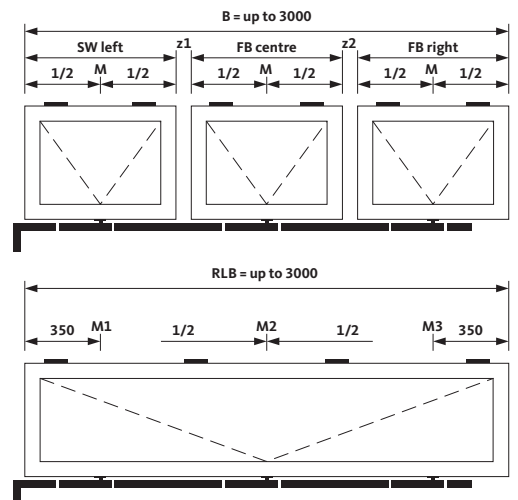 B = up to 3000
SW left z1 FB centre z2 FB right
1/2 M 1/2 1/2 M 1/2 1/2 M 1/2
RLB = up to 3000
350 M1 1/2 M2 1/2 M3 350